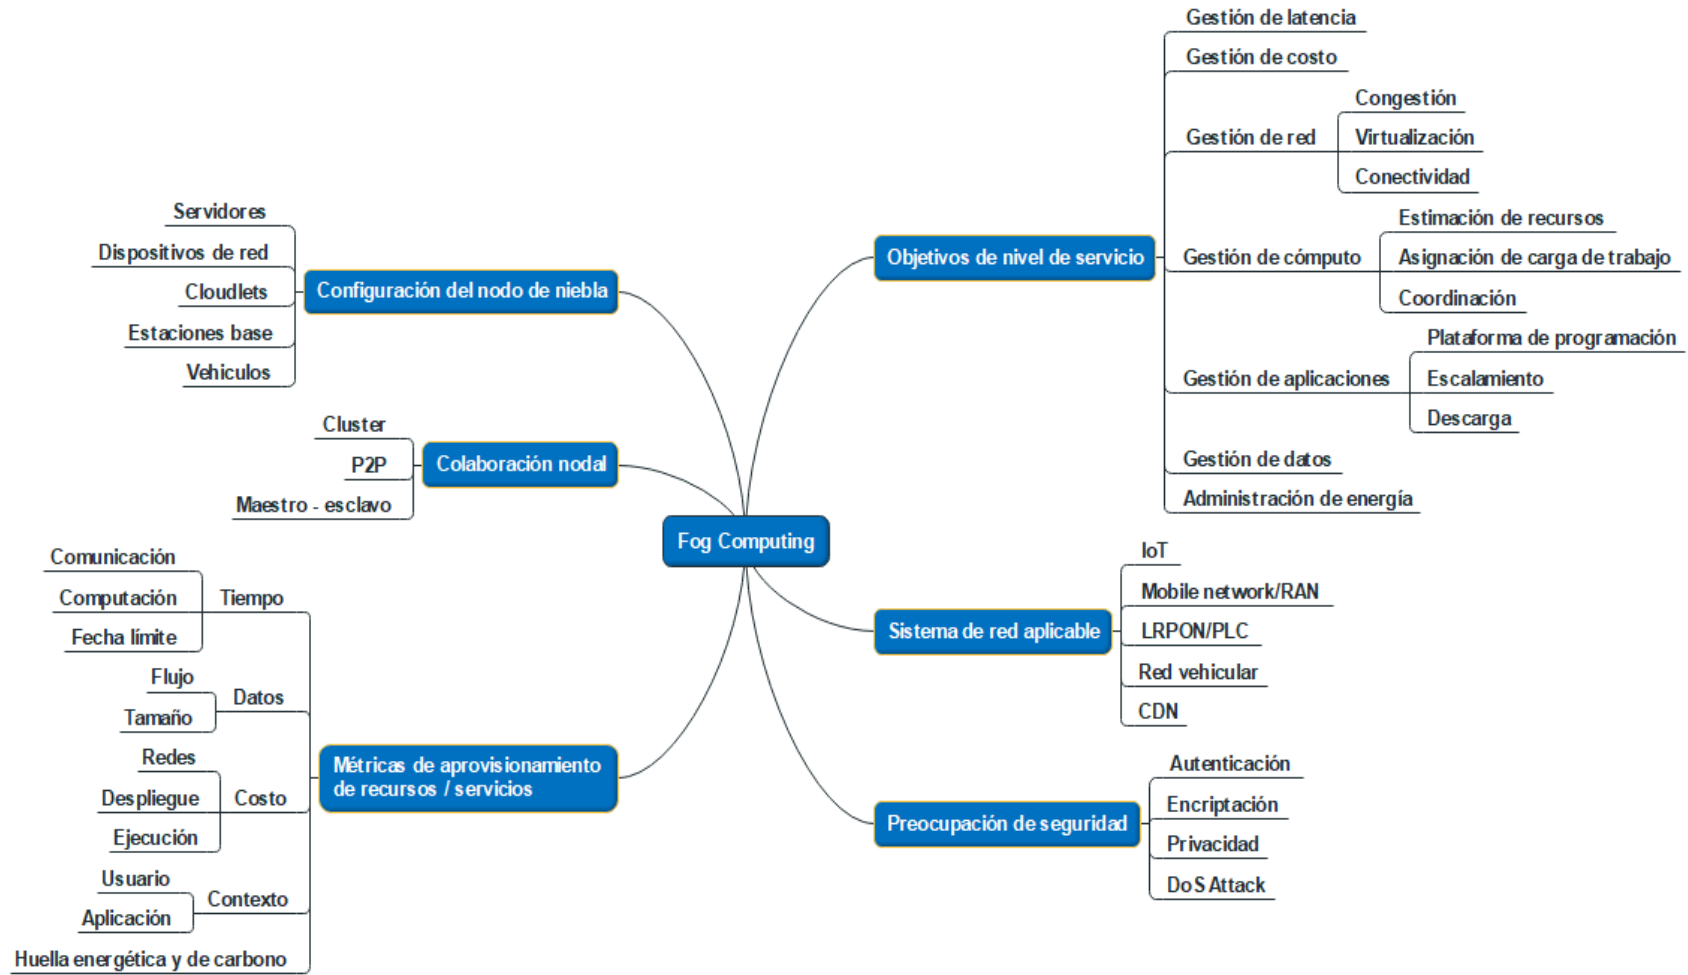 Fog Computing
Configuración del nodo de niebla
Servidores
Dispositivos de red
Cloudlets
Estaciones base
Vehiculos
Colaboración nodal
Cluster
P2P
Maestro - esclavo
Métricas de aprovisionamiento
de recursos / servicios
Tiempo
Comunicación
Computación
Fecha límite
Datos
Flujo
Tamaño
Costo
Redes
Despliegue
Ejecución
Contexto
Usuario
Aplicación
Huella energética y de carbono
Objetivos de nivel de servicio
Gestión de latencia
Gestión de costo
Gestión de red
Congestión
Virtualización
Conectividad
Gestión de cómputo
Estimación de recursos
Asignación de carga de trabajo
Coordinación
Gestión de aplicaciones
Plataforma de programación
Escalamiento
Descarga
Gestión de datos
Administración de energía
Sistema de red aplicable
IoT
Mobile network/RAN
LRPON/PLC
Red vehicular
CDN
Preocupación de seguridad
Autenticación
Encriptación
Privacidad
DoS Attack